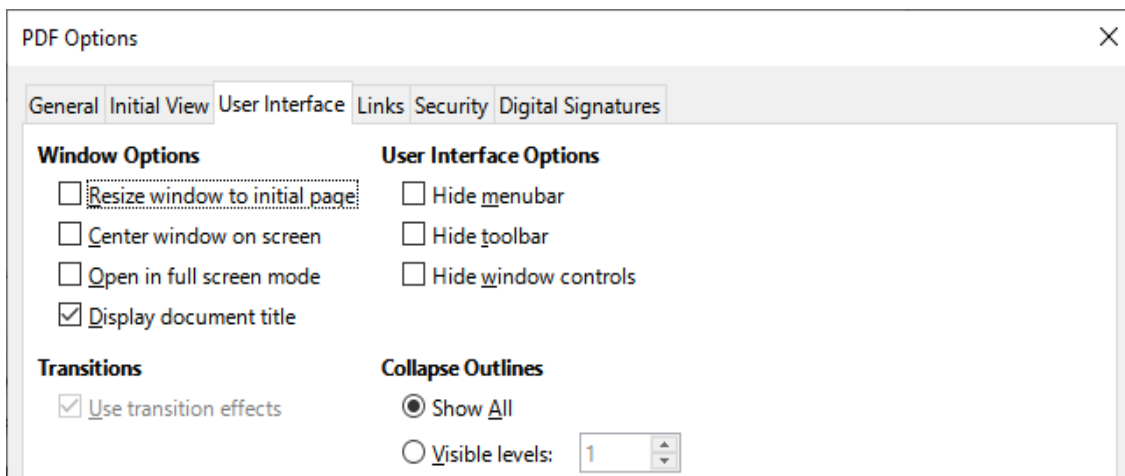 PDF Options
General Initial View User Interface Links Security Digital Signatures
Window Options
Resize window to initial page
Center window on screen
Open in full screen mode
Display document title
User Interface Options
Hide menubar
Hide toolbar
Hide window controls
Transitions
Use transition effects
Collapse Outlines
Show All
Visible levels: 1